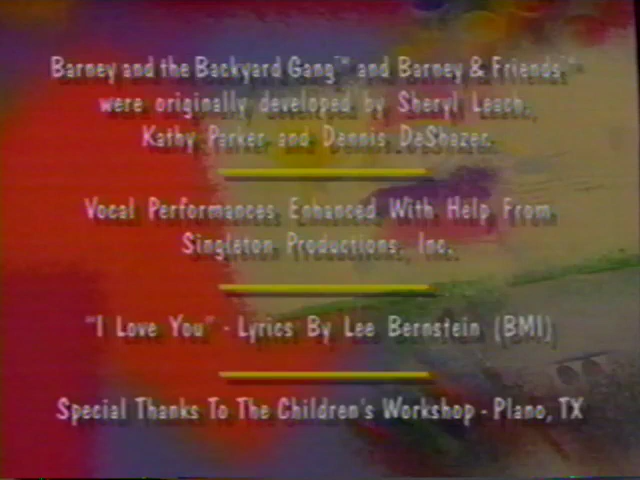 Barney and the Backyard Gang™ and Barney & Friends™
were originally developed by Sheryl Leach,
Kathy Parker and Dennis DeShazer.
Vocal Performances Enhanced With Help From
Singleton Productions, Inc.
"I Love You" - Lyrics By Lee Bernstein (BMI)
Special Thanks To The Children's Workshop - Plano, TX